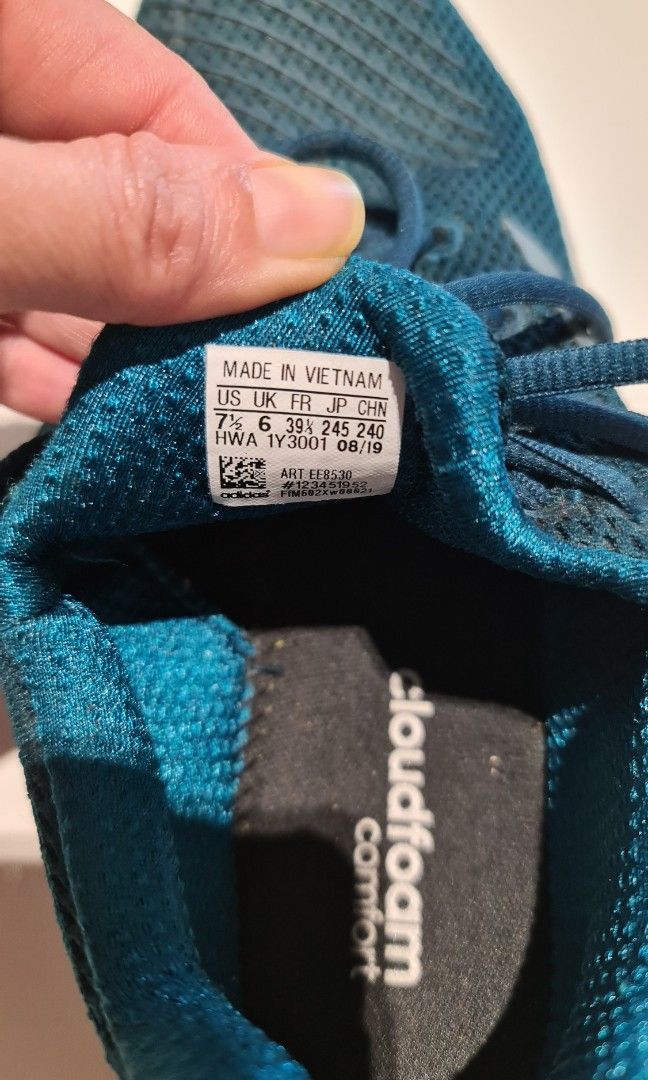 MADE IN VIETNAM
US UK FR JP CHN
7½ 6 39⅓ 245 240
HWA 1Y3001 08/19
ART EE8530
#123451952
adidas
FfM602Xw00021
cloudfoam
comfort